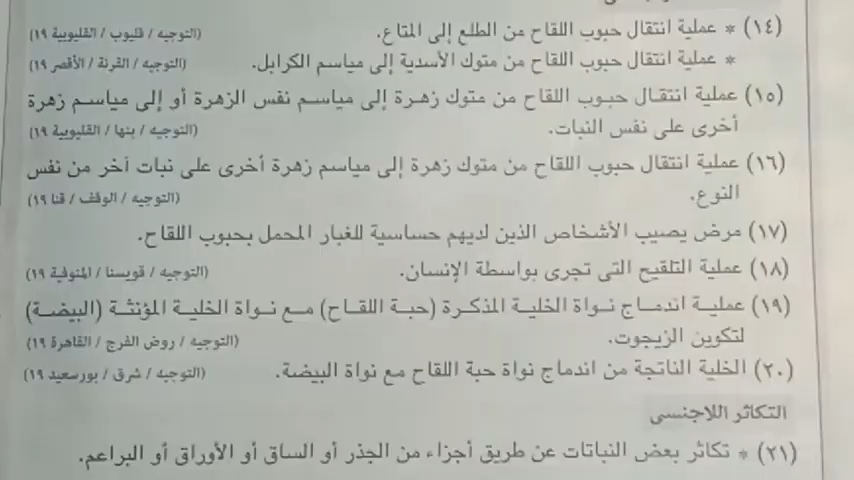 (١٤) * عملية انتقال حبوب اللقاح من الطلع إلى المتاع. (التوجيه / قليوب / القليوبية ١٩)
* عملية انتقال حبوب اللقاح من متوك الأسدية إلى مياسم الكرابل. (التوجيه / القرنة / الأقصر ١٩)
(١٥) عملية انتقال حبوب اللقاح من متوك زهرة إلى مياسم نفس الزهرة أو إلى مياسم زهرة
أخرى على نفس النبات. (التوجيه / بنها / القليوبية ١٩)
(١٦) عملية انتقال حبوب اللقاح من متوك زهرة إلى مياسم زهرة أخرى على نبات آخر من نفس
النوع. (التوجيه / الوقف / قنا ١٩)
(١٧) مرض يصيب الأشخاص الذين لديهم حساسية للغبار المحمل بحبوب اللقاح.
(١٨) عملية التلقيح التى تجرى بواسطة الإنسان. (التوجيه / قويسنا / المنوفية ١٩)
(١٩) عملية اندماج نواة الخلية المذكرة (حبة اللقاح) مع نواة الخلية المؤنثة (البيضة)
لتكوين الزيجوت. (التوجيه / روض الفرج / القاهرة ١٩)
(٢٠) الخلية الناتجة من اندماج نواة حبة اللقاح مع نواة البيضة. (التوجيه / شرق / بورسعيد ١٩)
التكاثر اللاجنسى
(٢١) * تكاثر بعض النباتات عن طريق أجزاء من الجذر أو الساق أو الأوراق أو البراعم.